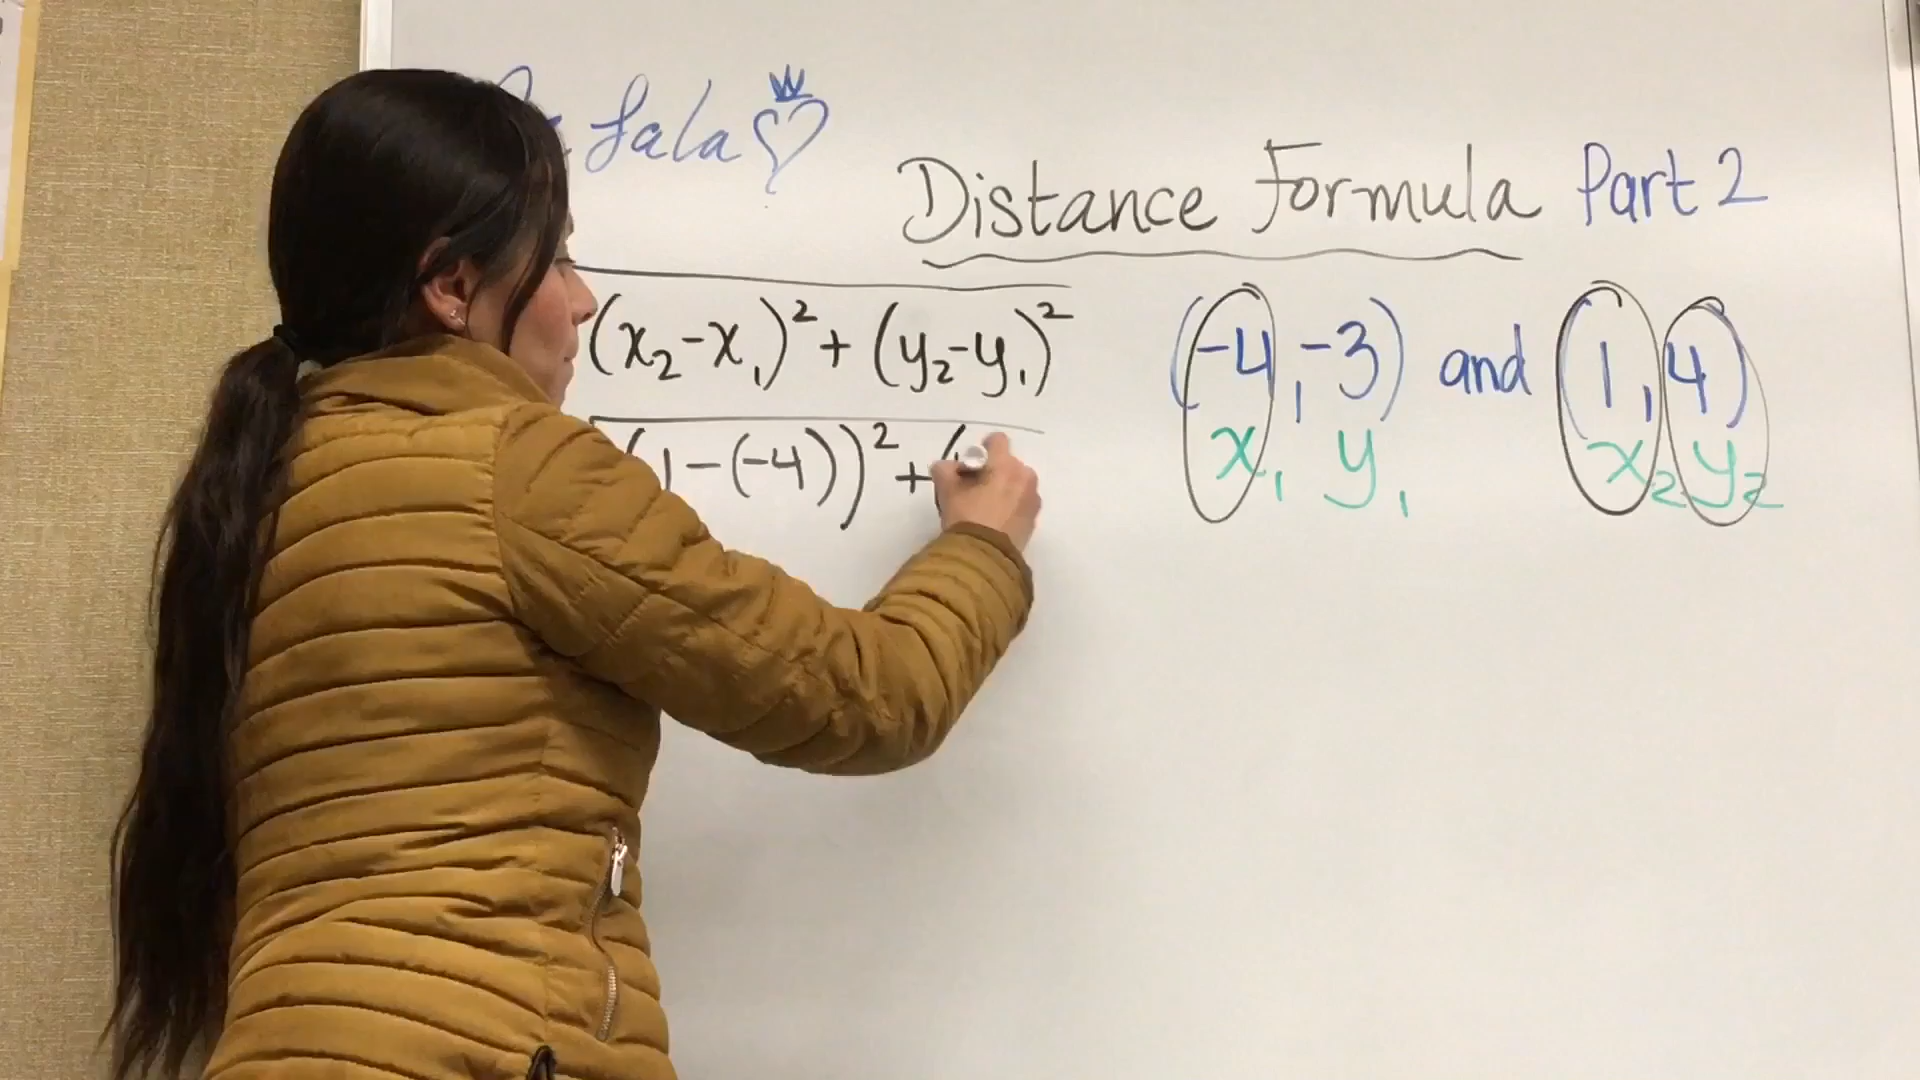 Lala
Distance Formula Part 2
(x₂-x₁)² + (y₂-y₁)² (-4,-3) and (1,4)
(1-(-4))² + ( x₁ y₁ x₂ y₂